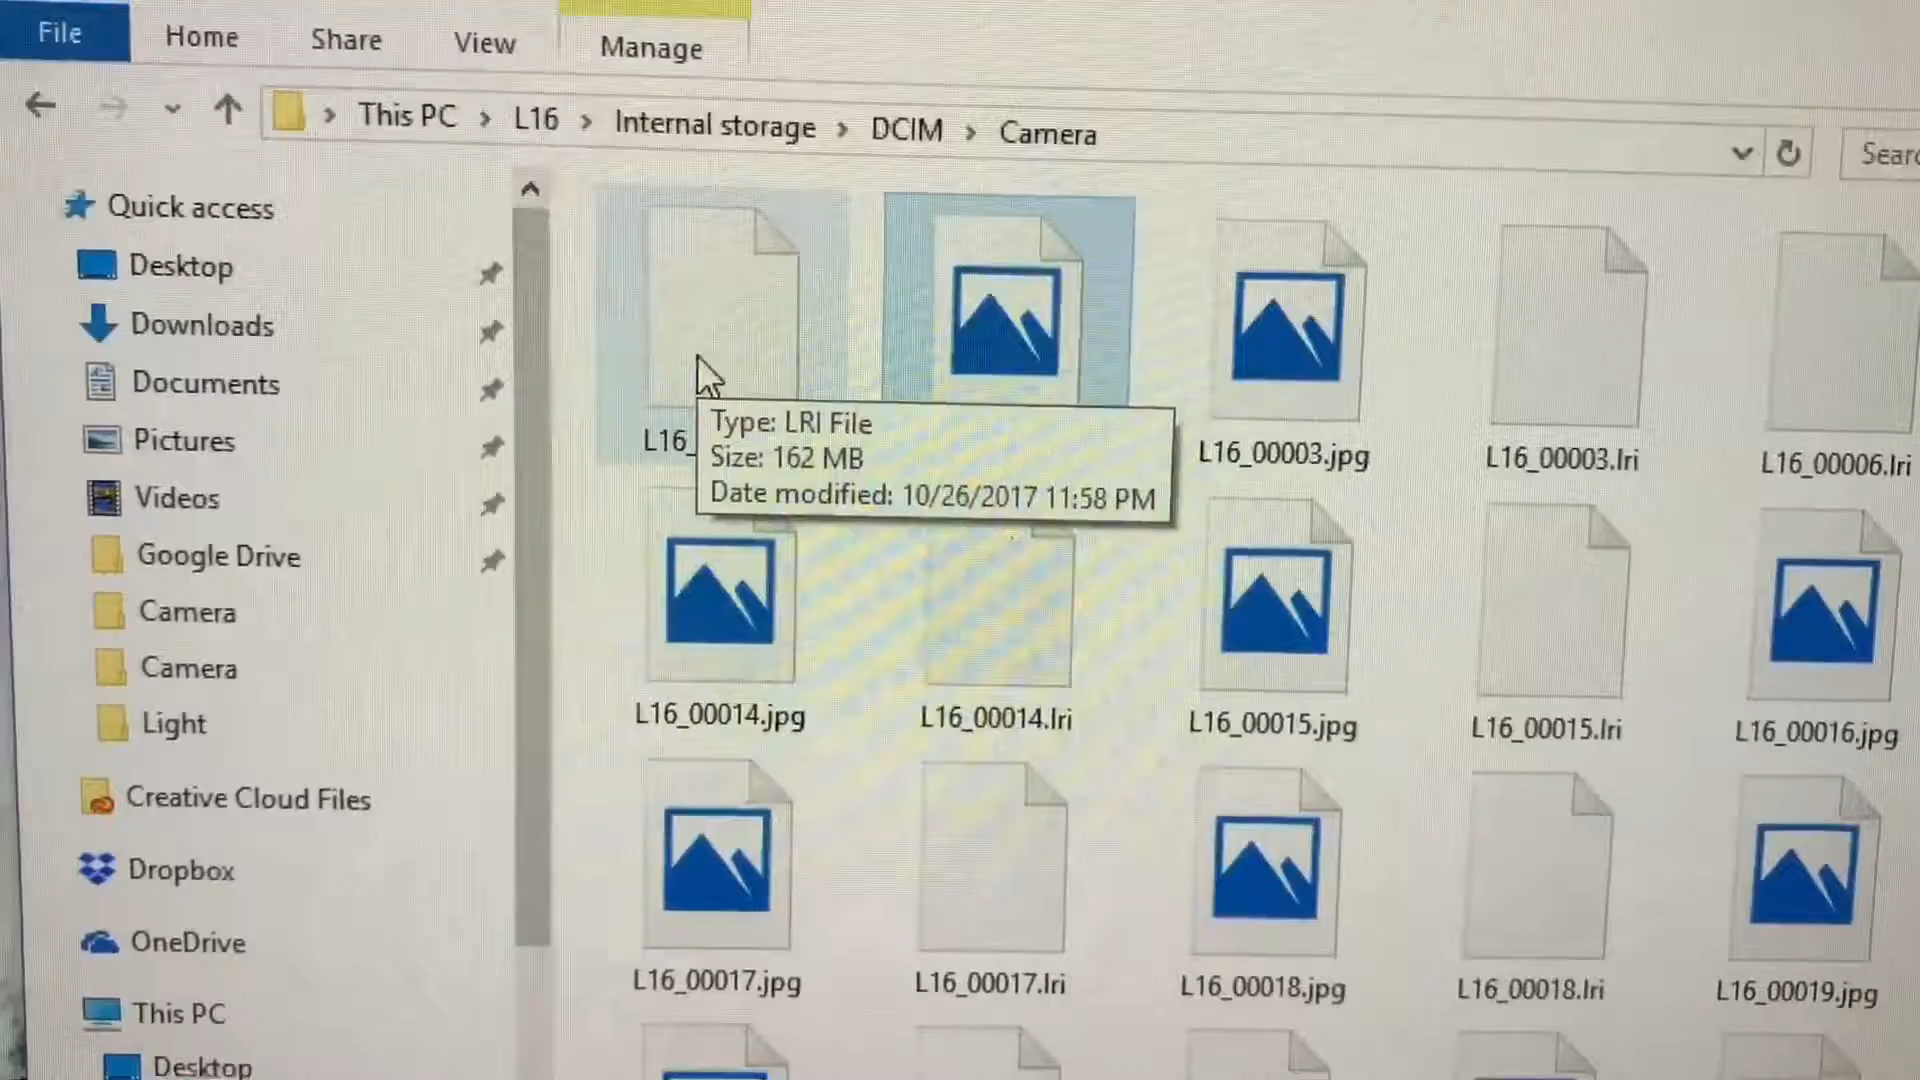 File Home Share View Manage
This PC > L16 > Internal storage > DCIM > Camera
Quick access
Desktop
Downloads
Documents
Pictures
Videos
Google Drive
Camera
Camera
Light
Creative Cloud Files
Dropbox
OneDrive
This PC
Desktop
L16_
Type: LRI File
Size: 162 MB
Date modified: 10/26/2017 11:58 PM
L16_00003.jpg
L16_00003.lri
L16_00006.lri
L16_00014.jpg
L16_00014.lri
L16_00015.jpg
L16_00015.lri
L16_00016.jpg
L16_00017.jpg
L16_00017.lri
L16_00018.jpg
L16_00018.lri
L16_00019.jpg